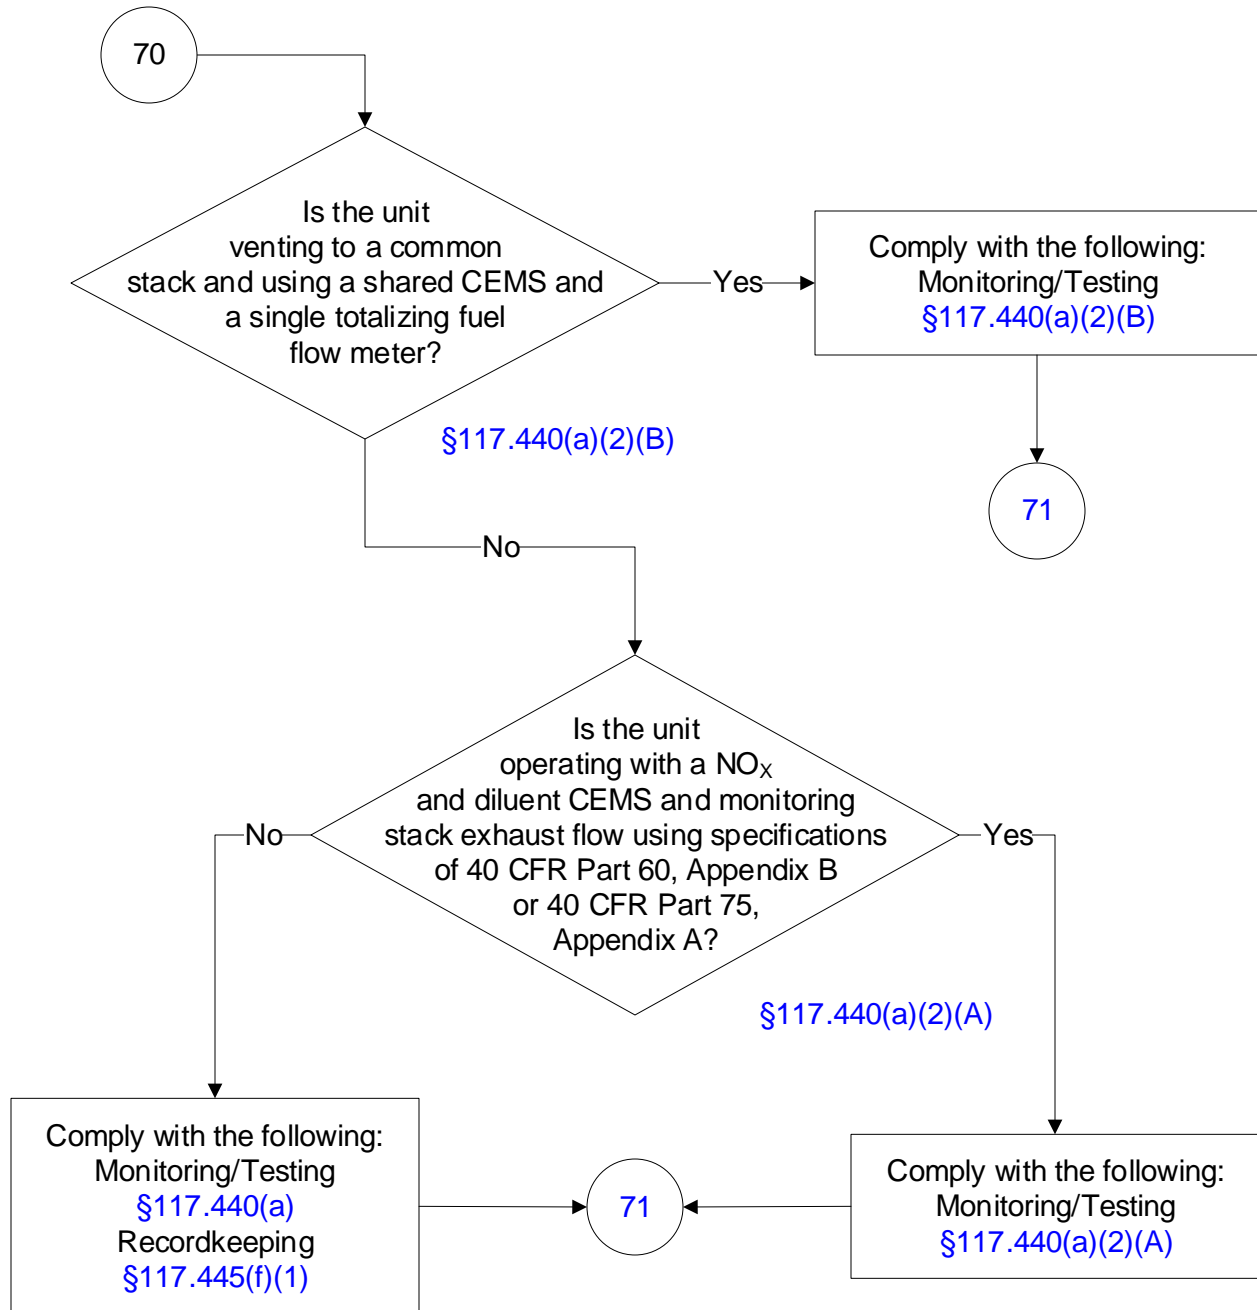 70
Is the unit
venting to a common
stack and using a shared CEMS and
a single totalizing fuel
flow meter?
Yes
Comply with the following:
Monitoring/Testing
§117.440(a)(2)(B)
§117.440(a)(2)(B)
71
No
Is the unit
operating with a NOX
and diluent CEMS and monitoring
stack exhaust flow using specifications
of 40 CFR Part 60, Appendix B
or 40 CFR Part 75,
Appendix A?
No
Yes
§117.440(a)(2)(A)
Comply with the following:
Monitoring/Testing
§117.440(a)
Recordkeeping
§117.445(f)(1)
71
Comply with the following:
Monitoring/Testing
§117.440(a)(2)(A)